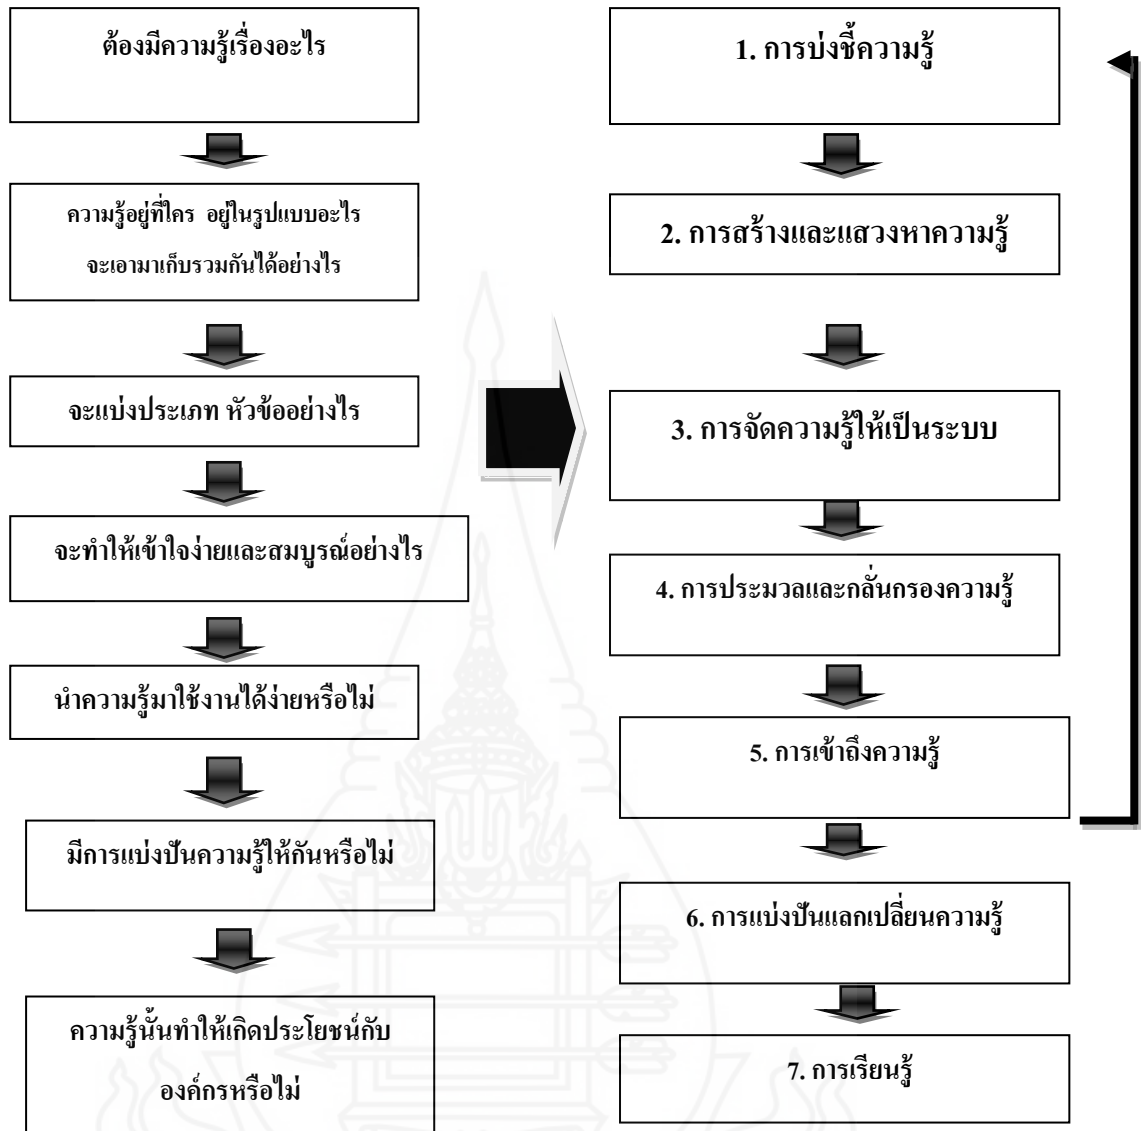 ต้องมีความรู้เรื่องอะไร
ความรู้อยู่ที่ใคร อยู่ในรูปแบบอะไร
จะเอามาเก็บรวมกันได้อย่างไร
จะแบ่งประเภท หัวข้ออย่างไร
จะทำให้เข้าใจง่ายและสมบูรณ์อย่างไร
นำความรู้มาใช้งานได้ง่ายหรือไม่
มีการแบ่งปันความรู้ให้กันหรือไม่
ความรู้นั้นทำให้เกิดประโยชน์กับ
องค์กรหรือไม่
1. การบ่งชี้ความรู้
2. การสร้างและแสวงหาความรู้
3. การจัดความรู้ให้เป็นระบบ
4. การประมวลและกลั่นกรองความรู้
5. การเข้าถึงความรู้
6. การแบ่งปันแลกเปลี่ยนความรู้
7. การเรียนรู้